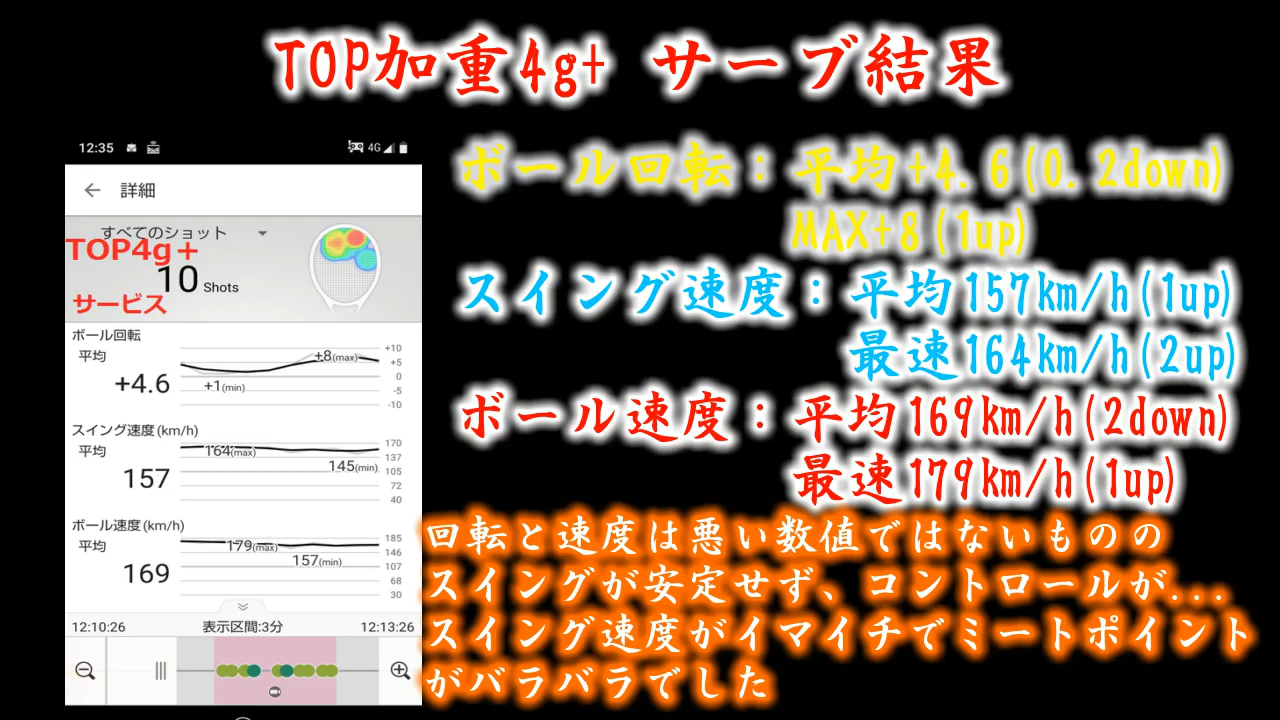 TOP加重4g+ サーブ結果
12:35
4G
詳細
すべてのショット
TOP4g＋
10 Shots
サービス
ボール回転
平均
+4.6
+8(max)
+1(min)
+10
+5
0
-5
-10
スイング速度(km/h)
平均
157
164(max)
145(min)
170
137
105
72
40
ボール速度(km/h)
平均
169
179(max)
157(min)
185
146
107
68
30
12:10:26 表示区間:3分 12:13:26
ボール回転：平均+4.6(0.2down)
MAX+8(1up)
スイング速度：平均157km/h(1up)
最速164km/h(2up)
ボール速度：平均169km/h(2down)
最速179km/h(1up)
回転と速度は悪い数値ではないものの
スイングが安定せず、コントロールが...
スイング速度がイマイチでミートポイント
がバラバラでした